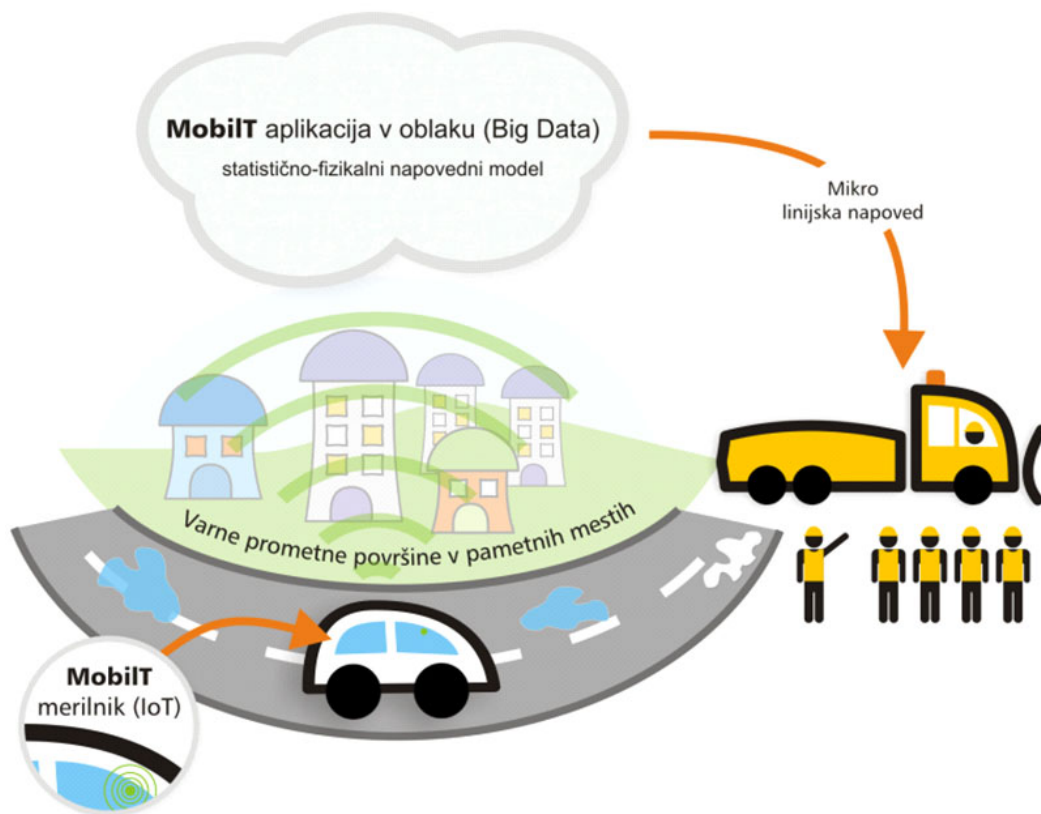 MobilT aplikacija v oblaku (Big Data)
statistično-fizikalni napovedni model
Mikro
linijska napoved
Varne prometne površine v pametnih mestih
MobilT
merilnik (IoT)